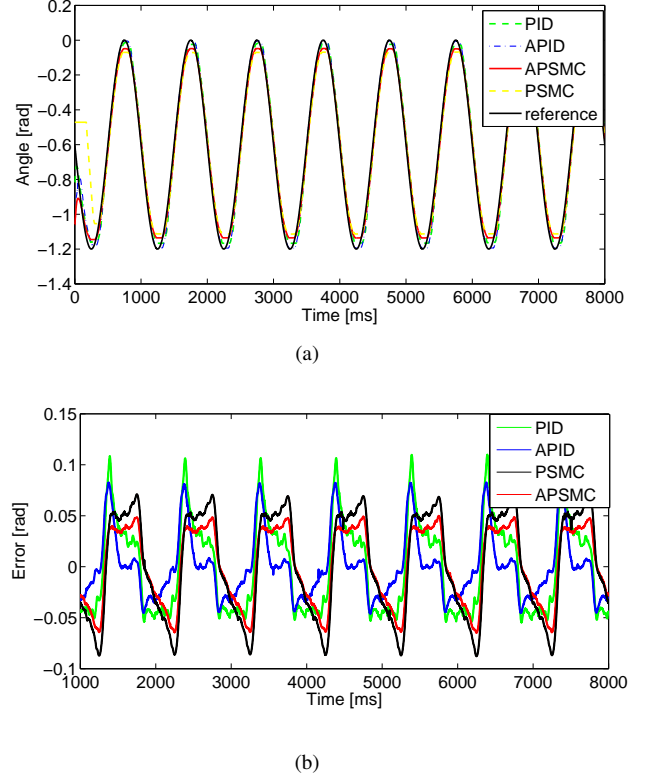 0.2
0
−0.2
−0.4
−0.6
−0.8
−1
−1.2
−1.4
Angle [rad]
PID
APID
APSMC
PSMC
reference
0 1000 2000 3000 4000 5000 6000 7000 8000
Time [ms]
(a)
0.15
0.1
0.05
0
−0.05
−0.1
Error [rad]
PID
APID
PSMC
APSMC
1000 2000 3000 4000 5000 6000 7000 8000
Time [ms]
(b)